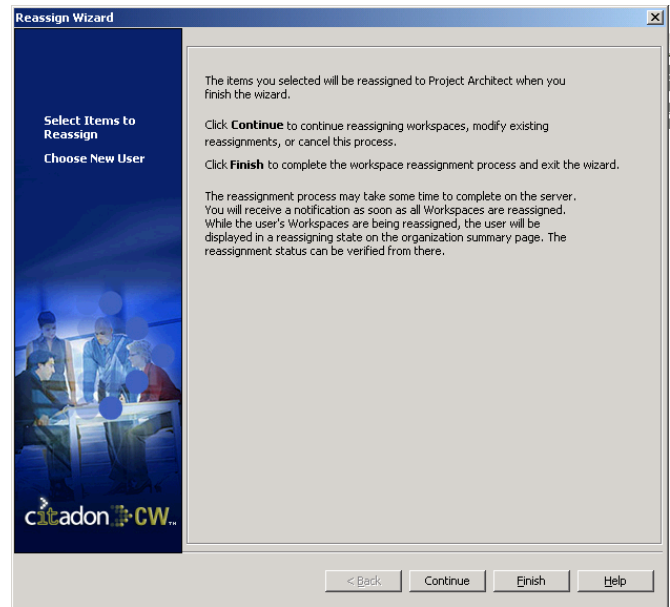 Reassign Wizard
Select Items to
Reassign
Choose New User
The items you selected will be reassigned to Project Architect when you
finish the wizard.
Click Continue to continue reassigning workspaces, modify existing
reassignments, or cancel this process.
Click Finish to complete the workspace reassignment process and exit the wizard.
The reassignment process may take some time to complete on the server.
You will receive a notification as soon as all Workspaces are reassigned.
While the user's Workspaces are being reassigned, the user will be
displayed in a reassigning state on the organization summary page. The
reassignment status can be verified from there.
citadon CW™
< Back Continue Finish Help